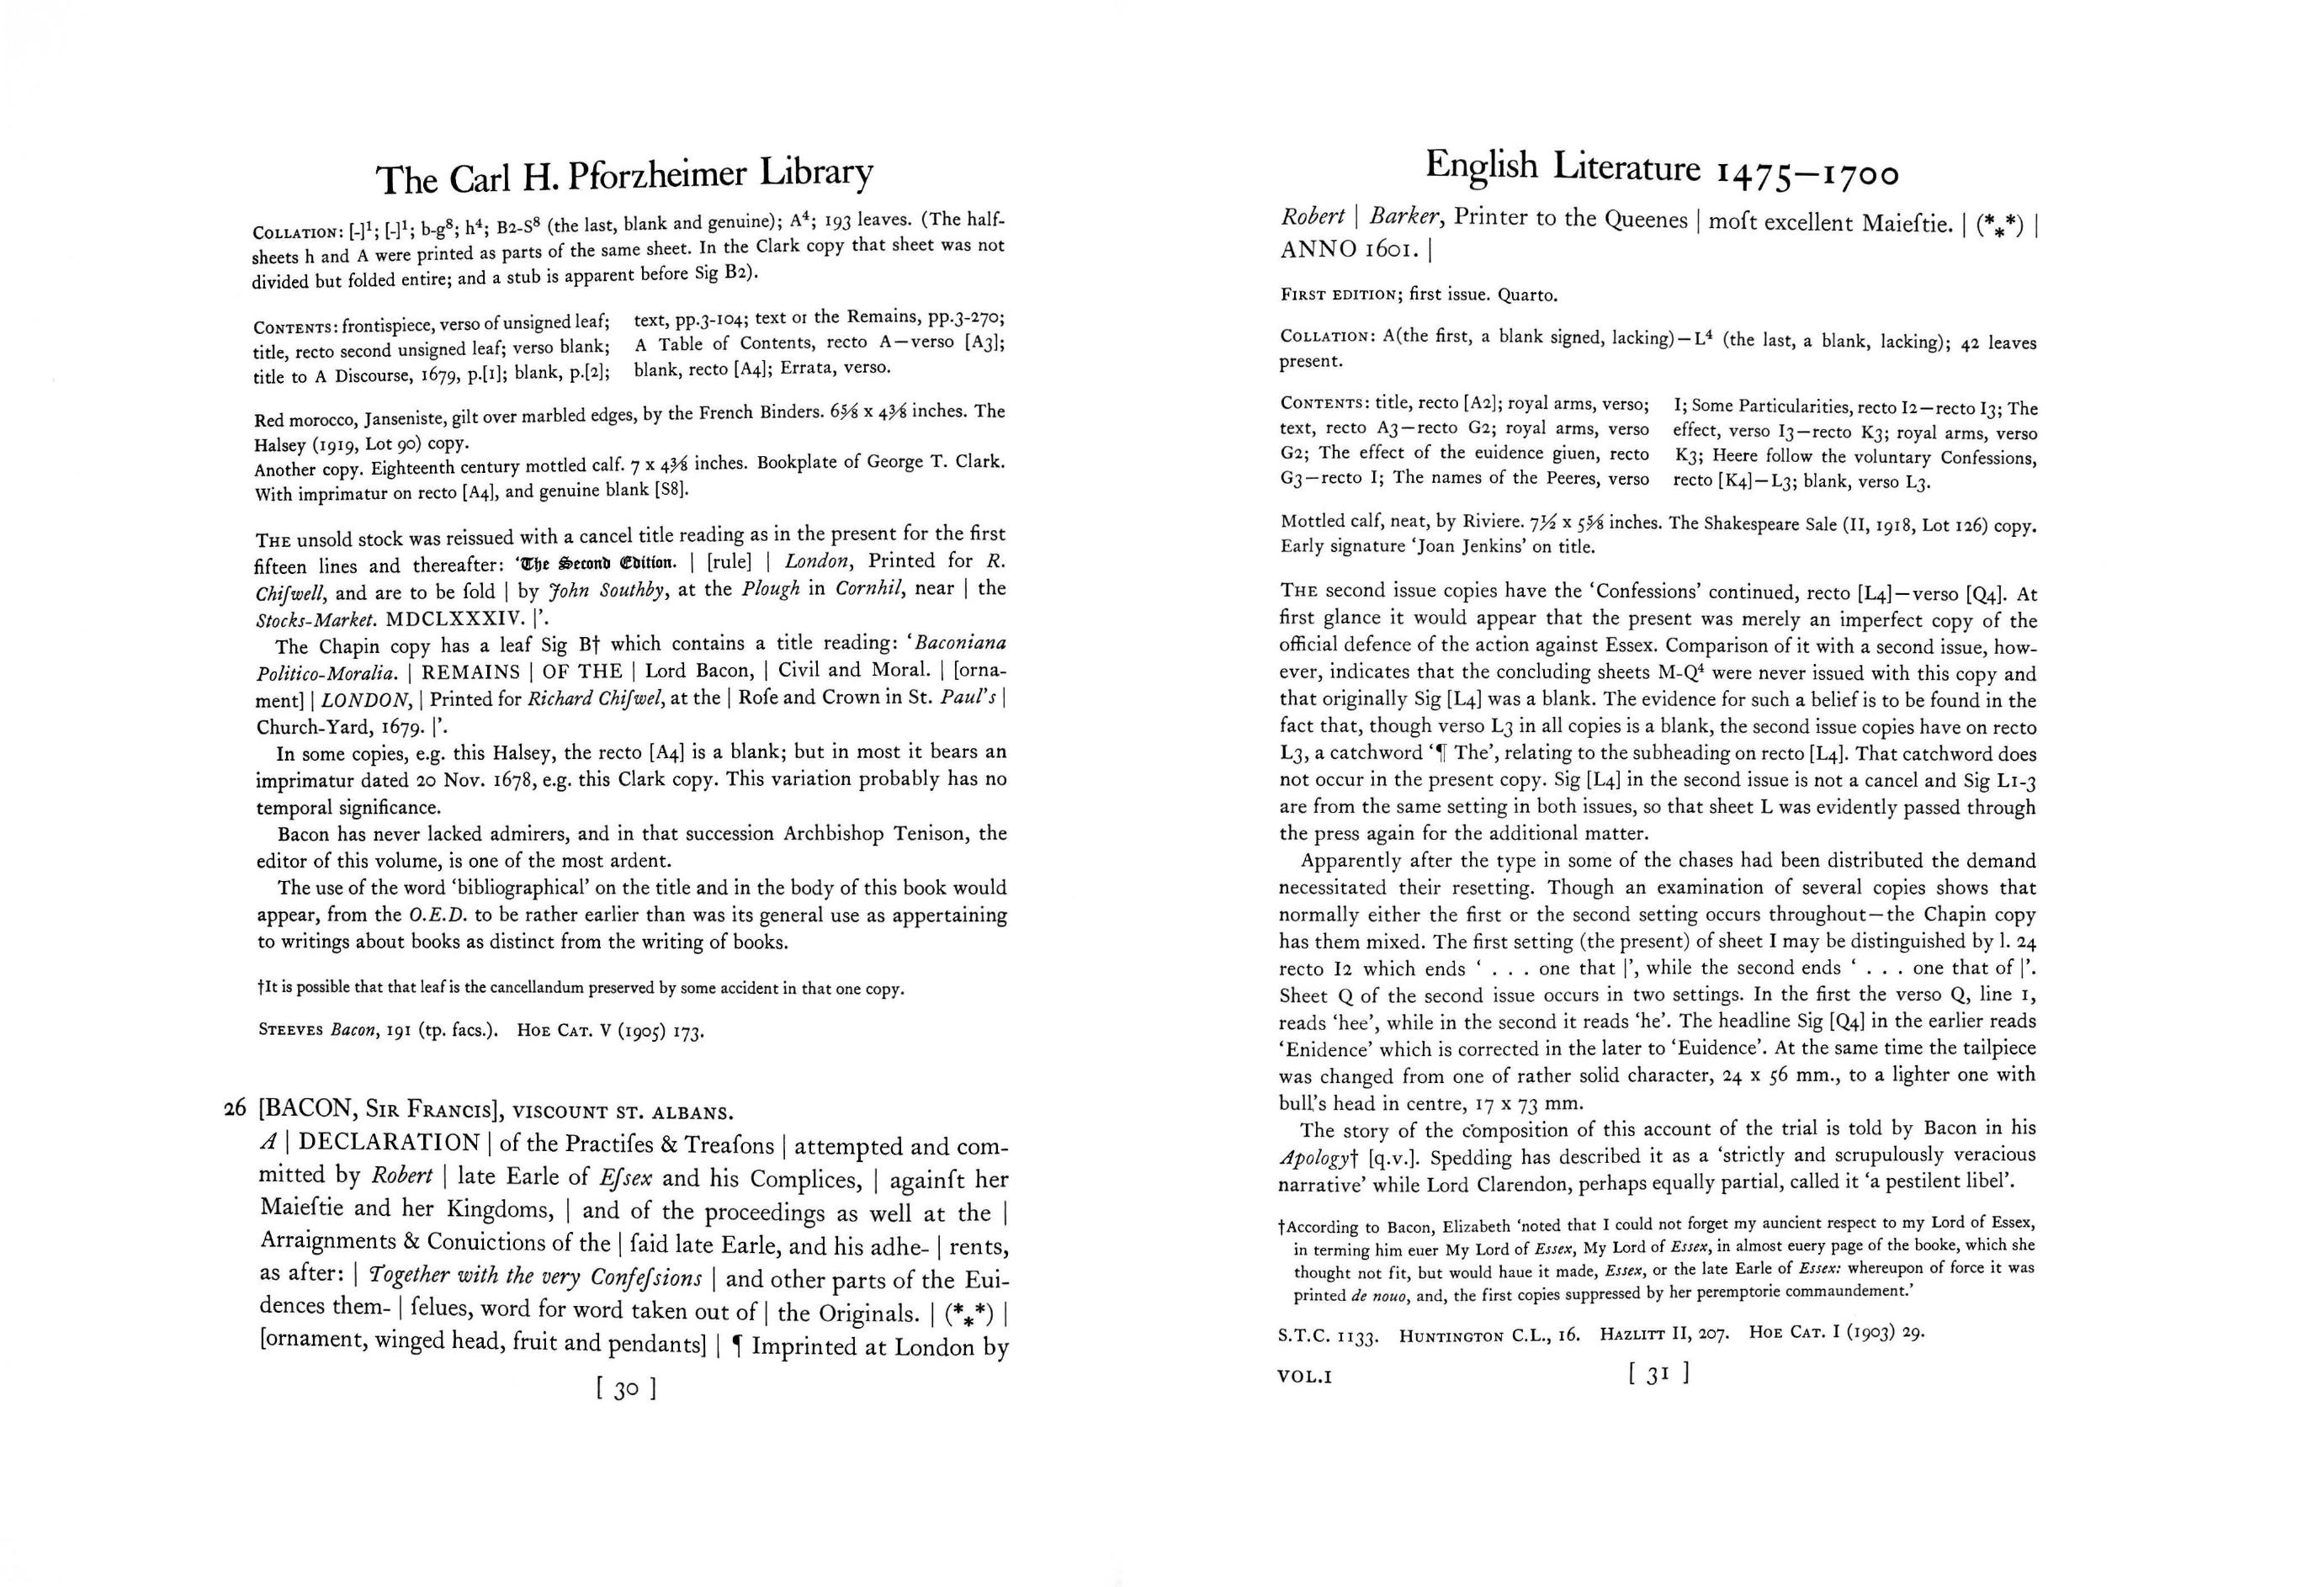 The Carl H. Pforzheimer Library
COLLATION: [-]¹; [-]¹; b-g⁸; h⁴; B2-S⁸ (the last, blank and genuine); A⁴; 193 leaves. (The half-
sheets h and A were printed as parts of the same sheet. In the Clark copy that sheet was not
divided but folded entire; and a stub is apparent before Sig B2).
CONTENTS: frontispiece, verso of unsigned leaf;
title, recto second unsigned leaf; verso blank;
title to A Discourse, 1679, p.[1]; blank, p.[2];
text, pp.3-104; text or the Remains, pp.3-270;
A Table of Contents, recto A—verso [A3];
blank, recto [A4]; Errata, verso.
Red morocco, Janseniste, gilt over marbled edges, by the French Binders. 6⅝ x 4⅜ inches. The
Halsey (1919, Lot 90) copy.
Another copy. Eighteenth century mottled calf. 7 x 4⅜ inches. Bookplate of George T. Clark.
With imprimatur on recto [A4], and genuine blank [S8].
THE unsold stock was reissued with a cancel title reading as in the present for the first
fifteen lines and thereafter: ‘The Second Edition. | [rule] | London, Printed for R.
Chiſwell, and are to be ſold | by John Southby, at the Plough in Cornhil, near | the
Stocks-Market. MDCLXXXIV. |’.
The Chapin copy has a leaf Sig B† which contains a title reading: ‘Baconiana
Politico-Moralia. | REMAINS | OF THE | Lord Bacon, | Civil and Moral. | [orna-
ment] | LONDON, | Printed for Richard Chiſwel, at the | Roſe and Crown in St. Paul's |
Church-Yard, 1679. |’.
In some copies, e.g. this Halsey, the recto [A4] is a blank; but in most it bears an
imprimatur dated 20 Nov. 1678, e.g. this Clark copy. This variation probably has no
temporal significance.
Bacon has never lacked admirers, and in that succession Archbishop Tenison, the
editor of this volume, is one of the most ardent.
The use of the word ‘bibliographical’ on the title and in the body of this book would
appear, from the O.E.D. to be rather earlier than was its general use as appertaining
to writings about books as distinct from the writing of books.
†It is possible that that leaf is the cancellandum preserved by some accident in that one copy.
STEEVES Bacon, 191 (tp. facs.). HOE CAT. V (1905) 173.
26 [BACON, SIR FRANCIS], VISCOUNT ST. ALBANS.
A | DECLARATION | of the Practiſes & Treaſons | attempted and com-
mitted by Robert | late Earle of Eſsex and his Complices, | againſt her
Maieſtie and her Kingdoms, | and of the proceedings as well at the |
Arraignments & Conuictions of the | ſaid late Earle, and his adhe- | rents,
as after: | Together with the very Confeſsions | and other parts of the Eui-
dences them- | ſelues, word for word taken out of | the Originals. | (*⁎*) |
[ornament, winged head, fruit and pendants] | ¶ Imprinted at London by
[ 30 ]
English Literature 1475—1700
Robert | Barker, Printer to the Queenes | moſt excellent Maieſtie. | (*⁎*) |
ANNO 1601. |
FIRST EDITION; first issue. Quarto.
COLLATION: A(the first, a blank signed, lacking)—L⁴ (the last, a blank, lacking); 42 leaves
present.
CONTENTS: title, recto [A2]; royal arms, verso;
text, recto A3—recto G2; royal arms, verso
G2; The effect of the euidence giuen, recto
G3—recto I; The names of the Peeres, verso
I; Some Particularities, recto I2—recto I3; The
effect, verso I3—recto K3; royal arms, verso
K3; Heere follow the voluntary Confessions,
recto [K4]—L3; blank, verso L3.
Mottled calf, neat, by Riviere. 7½ x 5⅝ inches. The Shakespeare Sale (II, 1918, Lot 126) copy.
Early signature ‘Joan Jenkins’ on title.
THE second issue copies have the ‘Confessions’ continued, recto [L4]—verso [Q4]. At
first glance it would appear that the present was merely an imperfect copy of the
official defence of the action against Essex. Comparison of it with a second issue, how-
ever, indicates that the concluding sheets M-Q⁴ were never issued with this copy and
that originally Sig [L4] was a blank. The evidence for such a belief is to be found in the
fact that, though verso L3 in all copies is a blank, the second issue copies have on recto
L3, a catchword ‘¶ The’, relating to the subheading on recto [L4]. That catchword does
not occur in the present copy. Sig [L4] in the second issue is not a cancel and Sig L1-3
are from the same setting in both issues, so that sheet L was evidently passed through
the press again for the additional matter.
Apparently after the type in some of the chases had been distributed the demand
necessitated their resetting. Though an examination of several copies shows that
normally either the first or the second setting occurs throughout—the Chapin copy
has them mixed. The first setting (the present) of sheet I may be distinguished by l. 24
recto I2 which ends ‘ . . . one that |’, while the second ends ‘ . . . one that of |’.
Sheet Q of the second issue occurs in two settings. In the first the verso Q, line 1,
reads ‘hee’, while in the second it reads ‘he’. The headline Sig [Q4] in the earlier reads
‘Enidence’ which is corrected in the later to ‘Euidence’. At the same time the tailpiece
was changed from one of rather solid character, 24 x 56 mm., to a lighter one with
bull's head in centre, 17 x 73 mm.
The story of the composition of this account of the trial is told by Bacon in his
Apology† [q.v.]. Spedding has described it as a ‘strictly and scrupulously veracious
narrative’ while Lord Clarendon, perhaps equally partial, called it ‘a pestilent libel’.
†According to Bacon, Elizabeth ‘noted that I could not forget my auncient respect to my Lord of Essex,
in terming him euer My Lord of Essex, My Lord of Essex, in almost euery page of the booke, which she
thought not fit, but would haue it made, Essex, or the late Earle of Essex: whereupon of force it was
printed de nouo, and, the first copies suppressed by her peremptorie commaundement.’
S.T.C. 1133. HUNTINGTON C.L., 16. HAZLITT II, 207. HOE CAT. I (1903) 29.
VOL.I
[ 31 ]